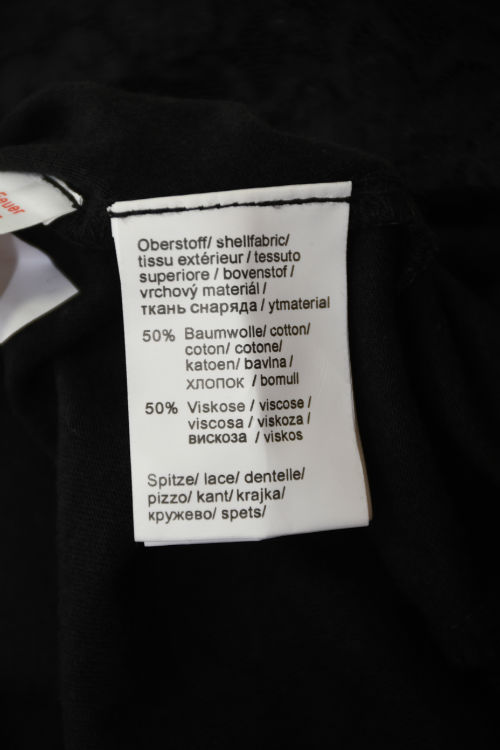 Feuer
Oberstoff/ shellfabric/
tissu extérieur / tessuto
superiore / bovenstof /
vrchový materiál /
ткань снаряда / ytmaterial
50% Baumwolle/ cotton/
coton/ cotone/
katoen/ bavlna/
хлопок / bomull
50% Viskose / viscose /
viscosa / viskoza /
вискоза / viskos
Spitze/ lace/ dentelle/
pizzo/ kant/ krajka/
кружево/ spets/